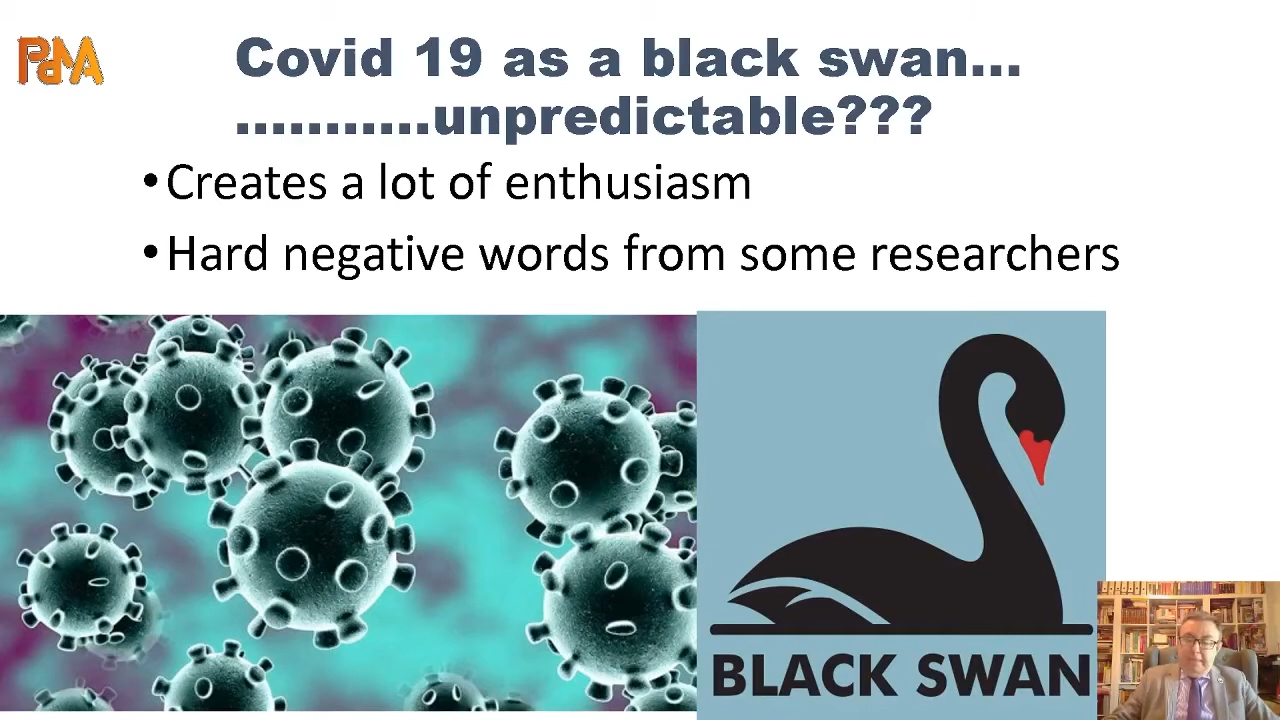 PdMA
Covid 19 as a black swan...
...........unpredictable???
•Creates a lot of enthusiasm
•Hard negative words from some researchers
BLACK SWAN